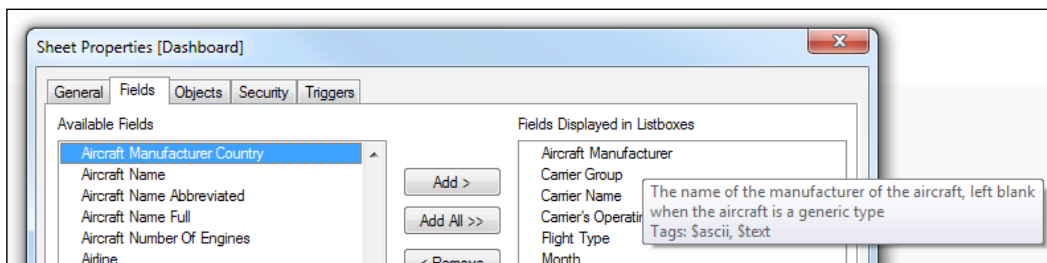 Sheet Properties [Dashboard]
General Fields Objects Security Triggers
Available Fields
Fields Displayed in Listboxes
Aircraft Manufacturer Country
Aircraft Name
Aircraft Name Abbreviated
Aircraft Name Full
Aircraft Number Of Engines
Airline
Add >
Add All >>
< Remove
Aircraft Manufacturer
Carrier Group
Carrier Name
Carrier's Operatin
Flight Type
Month
The name of the manufacturer of the aircraft, left blank
when the aircraft is a generic type
Tags: $ascii, $text